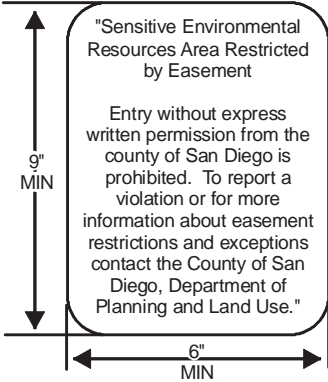 "Sensitive Environmental
Resources Area Restricted
by Easement
Entry without express
written permission from the
county of San Diego is
prohibited. To report a
violation or for more
information about easement
restrictions and exceptions
contact the County of San
Diego, Department of
Planning and Land Use."
9"
MIN
6"
MIN